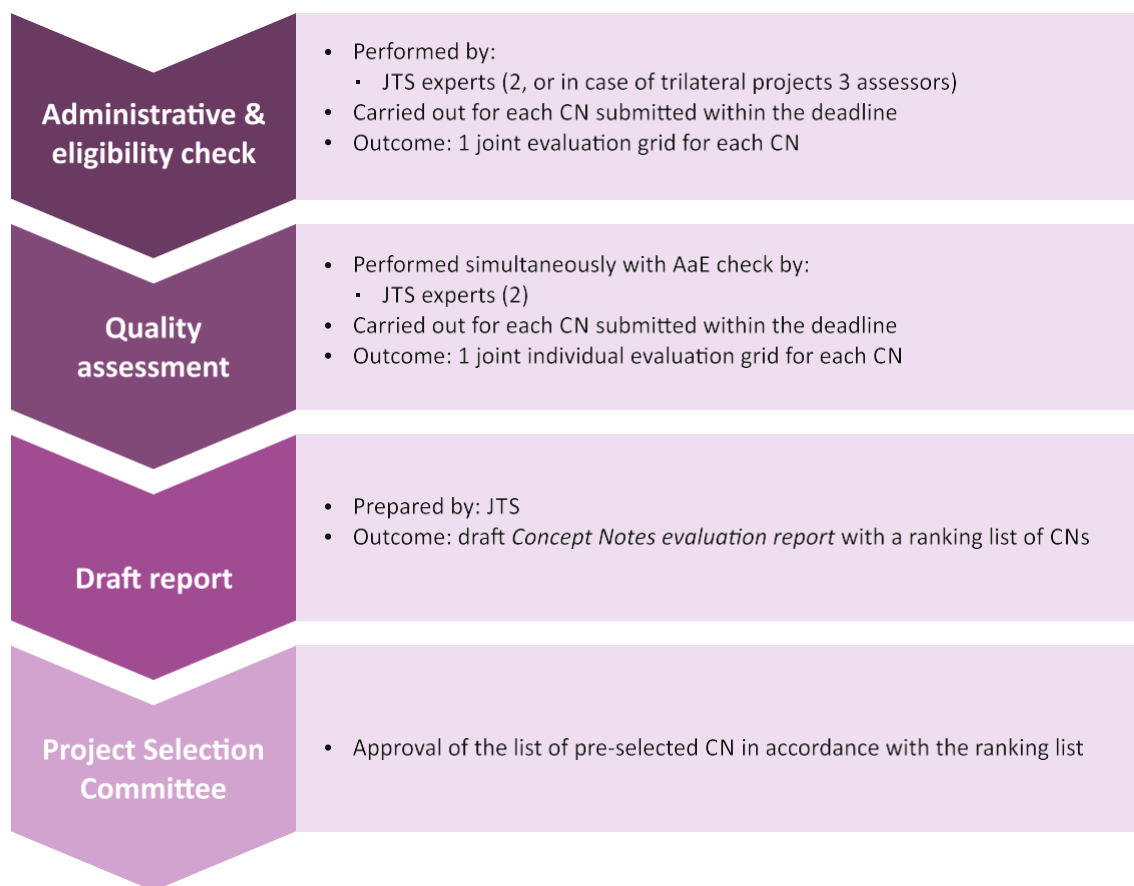 Administrative &
eligibility check
• Performed by:
▪ JTS experts (2, or in case of trilateral projects 3 assessors)
• Carried out for each CN submitted within the deadline
• Outcome: 1 joint evaluation grid for each CN
Quality
assessment
• Performed simultaneously with AaE check by:
▪ JTS experts (2)
• Carried out for each CN submitted within the deadline
• Outcome: 1 joint individual evaluation grid for each CN
Draft report
• Prepared by: JTS
• Outcome: draft Concept Notes evaluation report with a ranking list of CNs
Project Selection
Committee
• Approval of the list of pre-selected CN in accordance with the ranking list